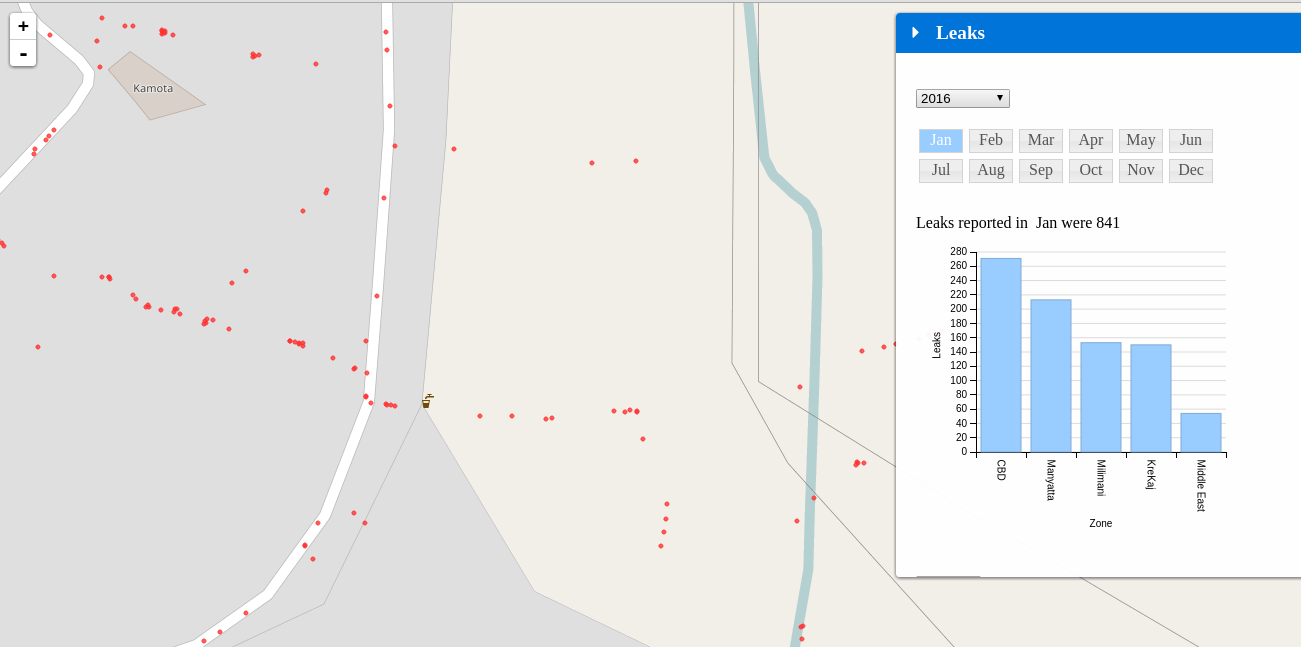 +
-
Kamota
Leaks
2016
Jan Feb Mar Apr May Jun
Jul Aug Sep Oct Nov Dec
Leaks reported in  Jan were 841
280
260
240
220
200
180
160
140
120
100
80
60
40
20
0
Leaks
CBD
Manyatta
Milimani
KreKaj
Middle East
Zone